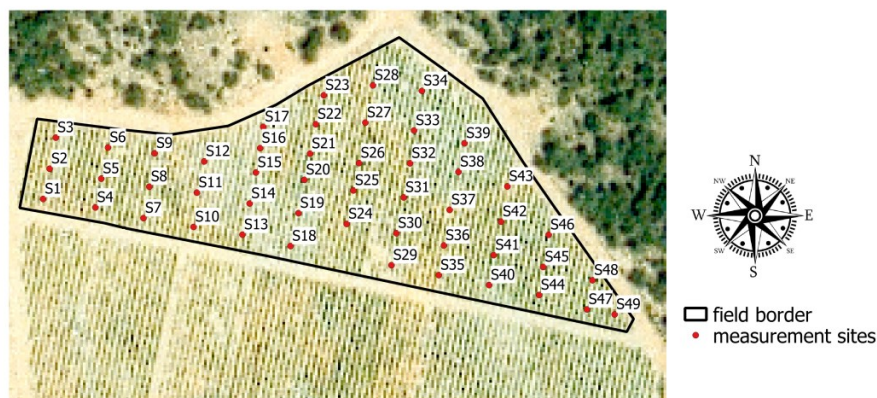 S1
S2
S3
S4
S5
S6
S7
S8
S9
S10
S11
S12
S13
S14
S15
S16
S17
S18
S19
S20
S21
S22
S23
S24
S25
S26
S27
S28
S29
S30
S31
S32
S33
S34
S35
S36
S37
S38
S39
S40
S41
S42
S43
S44
S45
S46
S47
S48
S49
N
NW
NE
W
E
SW
SE
S
field border
measurement sites